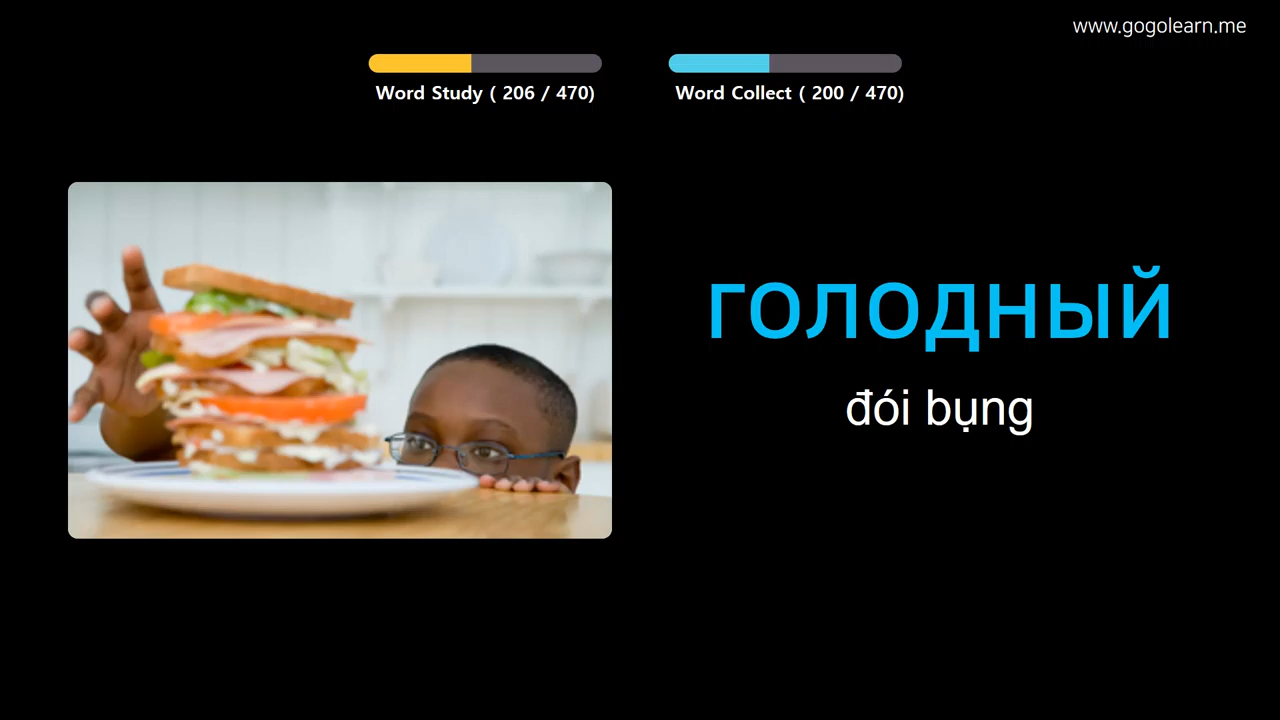 www.gogolearn.me
Word Study ( 206 / 470)
Word Collect ( 200 / 470)
голодный
đói bụng